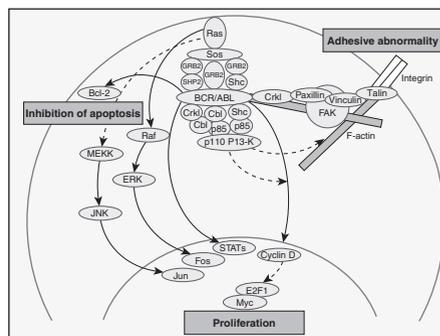 Ras
Adhesive abnormality
Sos
GRB2 GRB2
GRB2
SHP2 Shc
Integrin
Bcl-2
BCR/ABL Crkl Paxillin Vinculin Talin
FAK
Inhibition of apoptosis
Crkl Cbl Shc
Cbl p85 p85
F-actin
Raf
p110 P13-K
MEKK
ERK
JNK
STATs
Cyclin D
Fos
Jun
E2F1
Myc
Proliferation